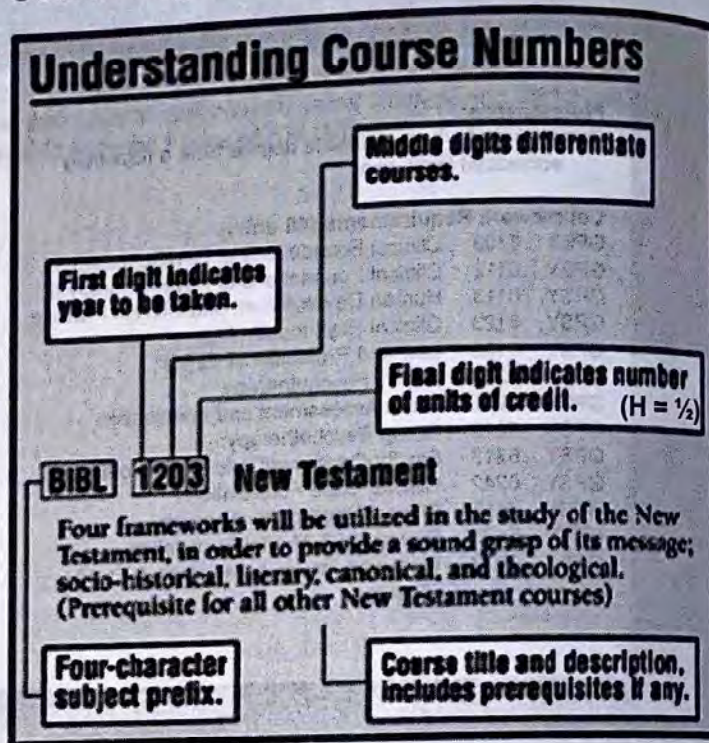 Understanding Course Numbers
Middle digits differentiate
courses.
First digit indicates
year to be taken.
Final digit indicates number
of units of credit. (H = ½)
BIBL 1203 New Testament
Four frameworks will be utilized in the study of the New
Testament, in order to provide a sound grasp of its message;
socio-historical, literary, canonical, and theological.
(Prerequisite for all other New Testament courses)
Four-character
subject prefix.
Course title and description,
includes prerequisites if any.